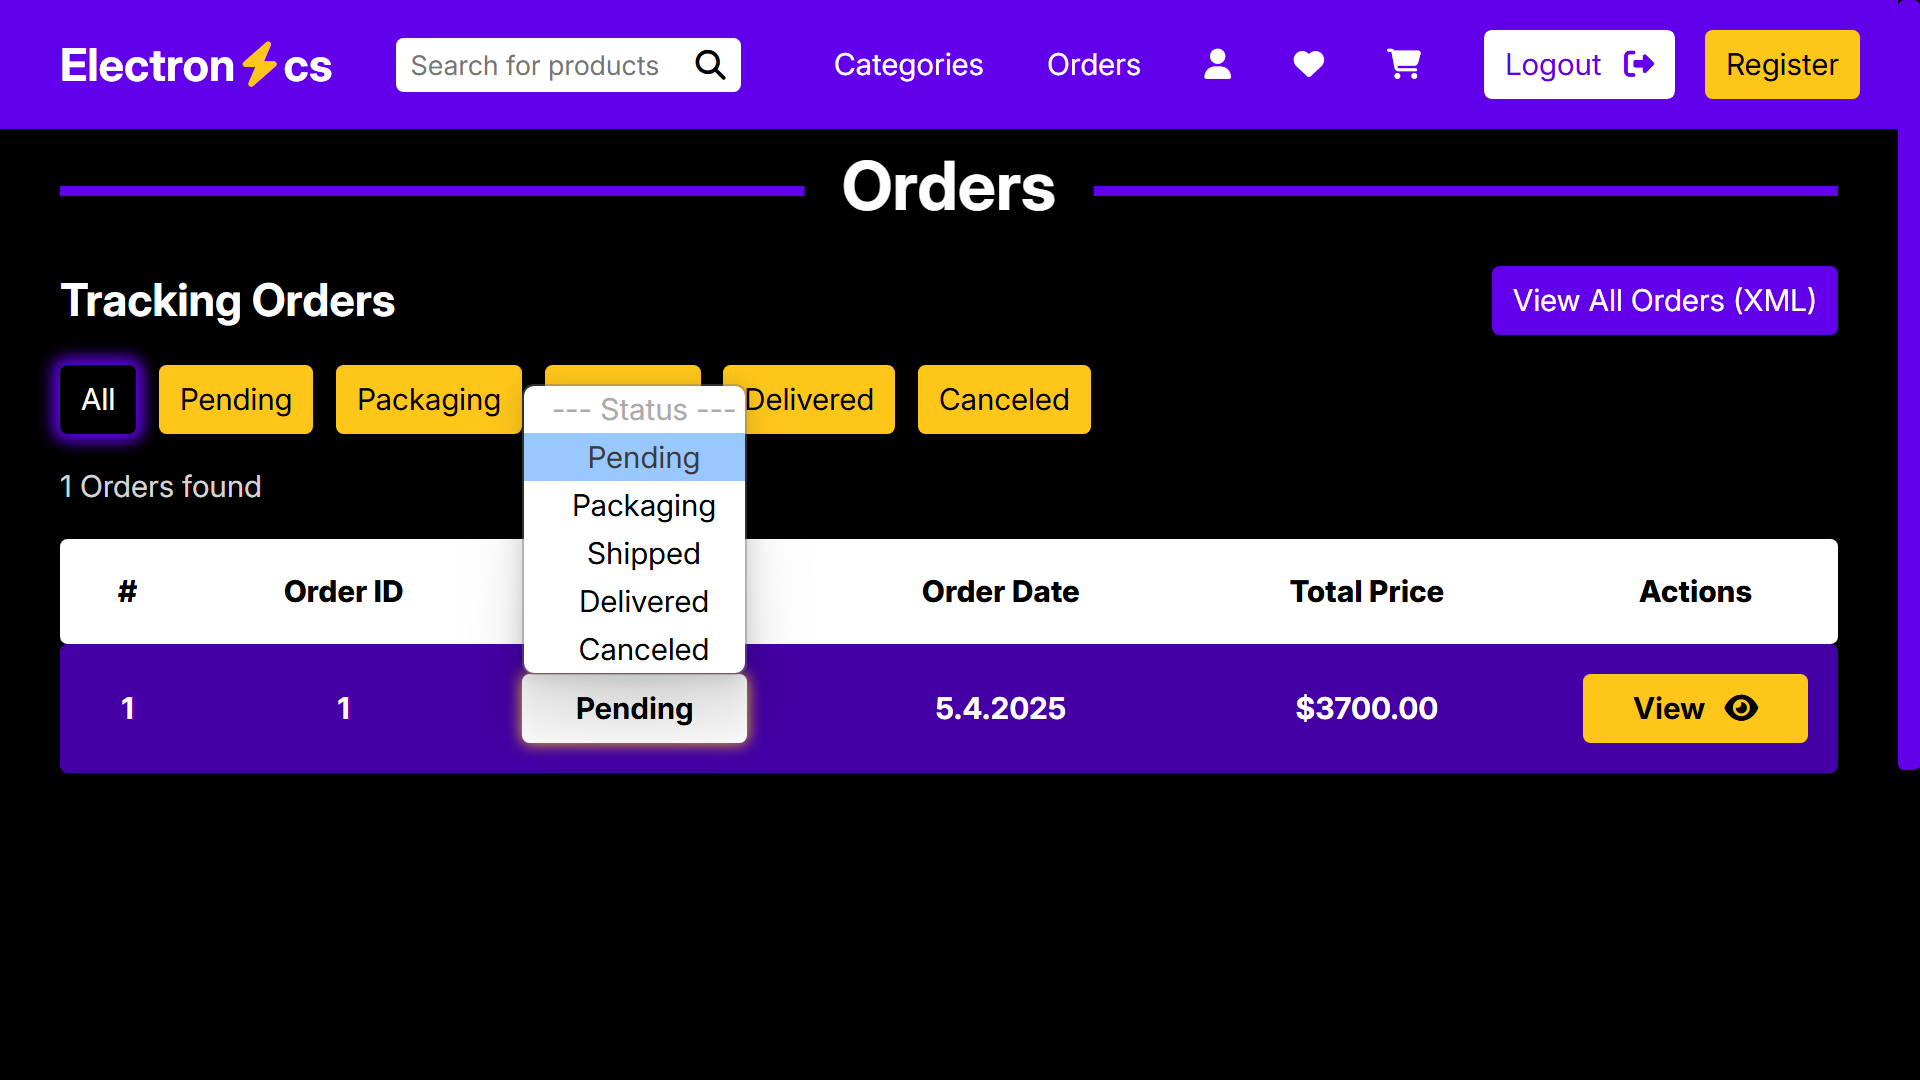 Electron cs
Search for products
Categories
Orders
Logout
Register
Orders
Tracking Orders
View All Orders (XML)
All
Pending
Packaging
Delivered
Canceled
--- Status ---
Pending
Packaging
Shipped
Delivered
Canceled
1 Orders found
# Order ID Order Date Total Price Actions
1 1 Pending 5.4.2025 $3700.00 View